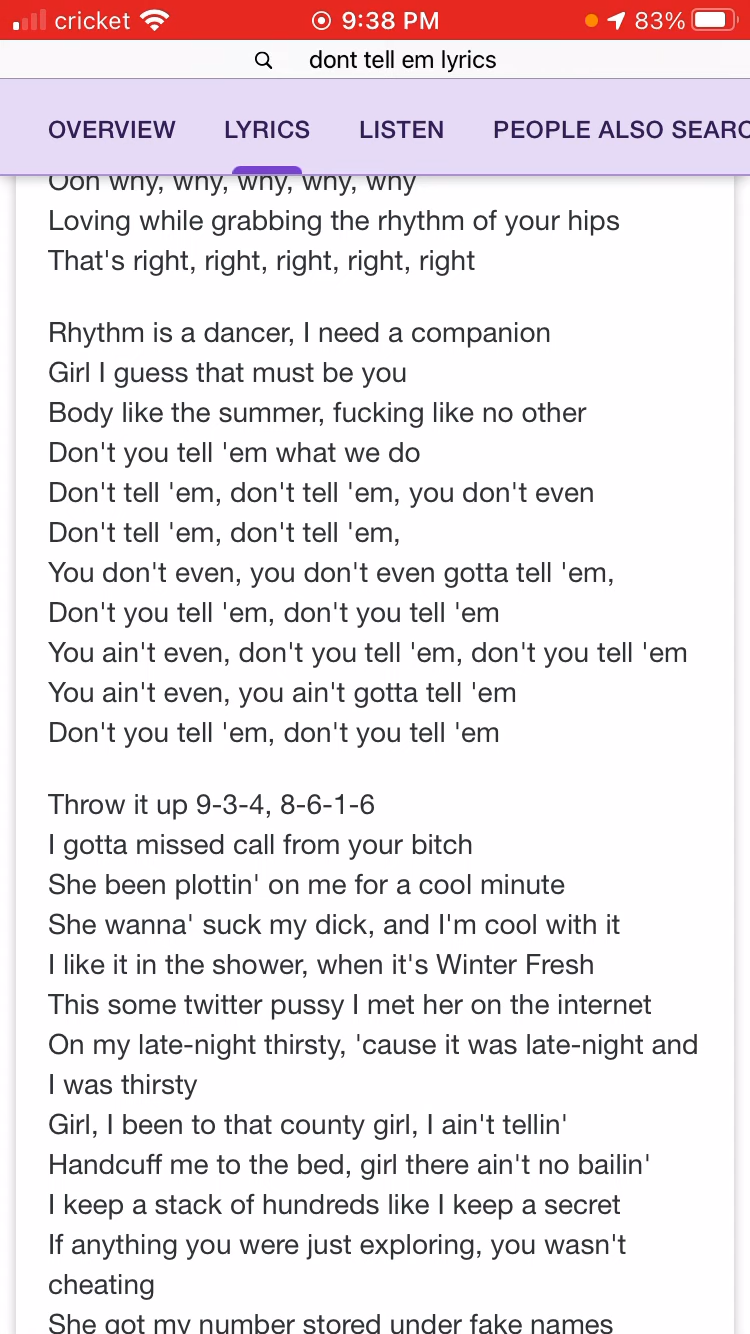 cricket 9:38 PM 83%
dont tell em lyrics
OVERVIEW LYRICS LISTEN PEOPLE ALSO SEARC
Ooh why, why, why, why, why
Loving while grabbing the rhythm of your hips
That's right, right, right, right, right
Rhythm is a dancer, I need a companion
Girl I guess that must be you
Body like the summer, fucking like no other
Don't you tell 'em what we do
Don't tell 'em, don't tell 'em, you don't even
Don't tell 'em, don't tell 'em,
You don't even, you don't even gotta tell 'em,
Don't you tell 'em, don't you tell 'em
You ain't even, don't you tell 'em, don't you tell 'em
You ain't even, you ain't gotta tell 'em
Don't you tell 'em, don't you tell 'em
Throw it up 9-3-4, 8-6-1-6
I gotta missed call from your bitch
She been plottin' on me for a cool minute
She wanna' suck my dick, and I'm cool with it
I like it in the shower, when it's Winter Fresh
This some twitter pussy I met her on the internet
On my late-night thirsty, 'cause it was late-night and
I was thirsty
Girl, I been to that county girl, I ain't tellin'
Handcuff me to the bed, girl there ain't no bailin'
I keep a stack of hundreds like I keep a secret
If anything you were just exploring, you wasn't
cheating
She got my number stored under fake names